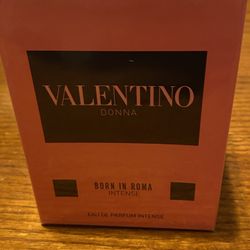 VALENTINO
DONNA
BORN IN ROMA
INTENSE
EAU DE PARFUM INTENSE